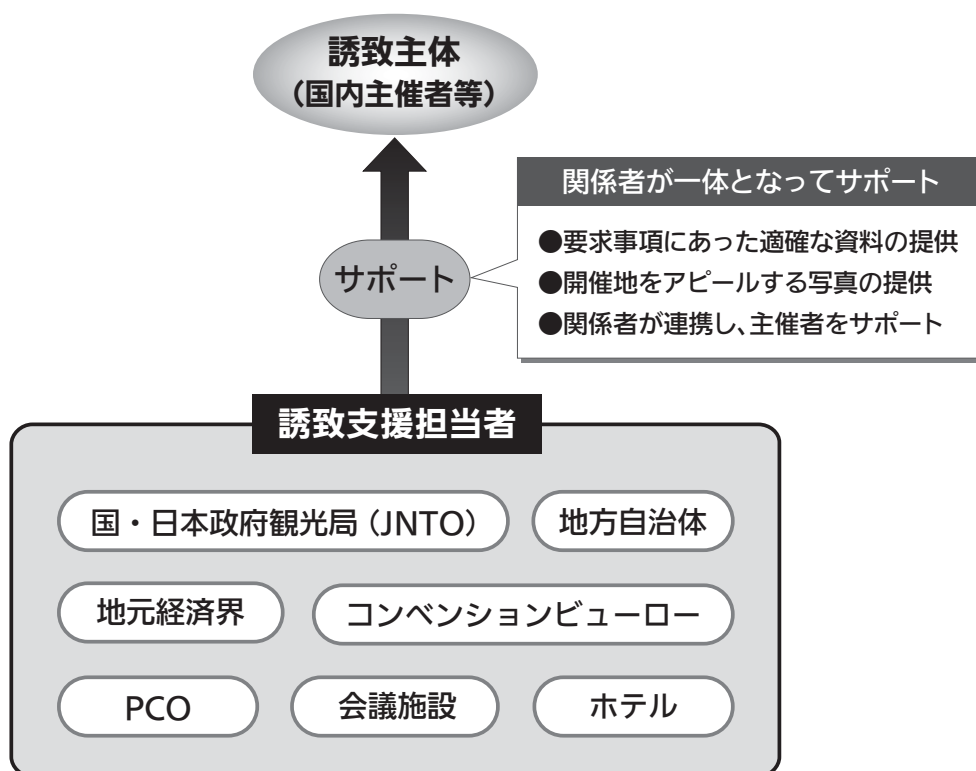 誘致主体
（国内主催者等）
関係者が一体となってサポート
●要求事項にあった適確な資料の提供
●開催地をアピールする写真の提供
●関係者が連携し、主催者をサポート
サポート
誘致支援担当者
国・日本政府観光局（JNTO）
地方自治体
地元経済界
コンベンションビューロー
PCO
会議施設
ホテル